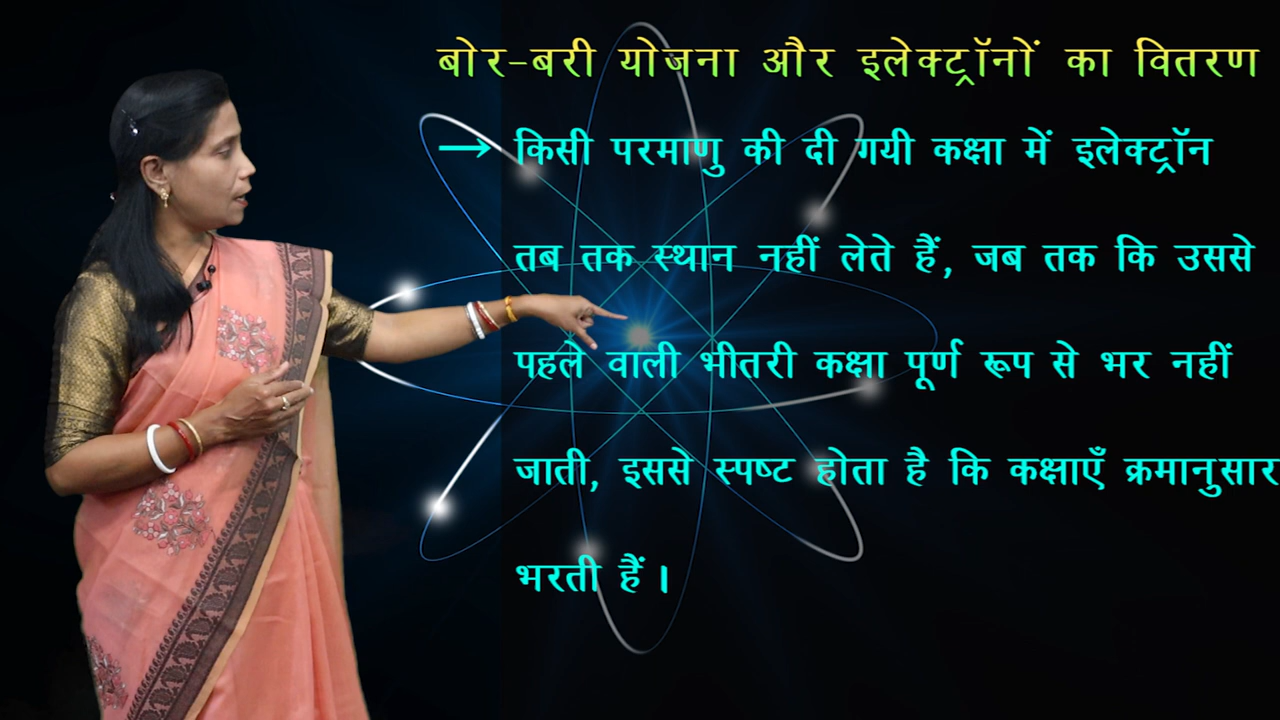 बोर-बरी योजना और इलेक्ट्रॉनों का वितरण
→ किसी परमाणु की दी गयी कक्षा में इलेक्ट्रॉन
तब तक स्थान नहीं लेते हैं, जब तक कि उससे
पहले वाली भीतरी कक्षा पूर्ण रूप से भर नहीं
जाती, इससे स्पष्ट होता है कि कक्षाएँ क्रमानुसार
भरती हैं।